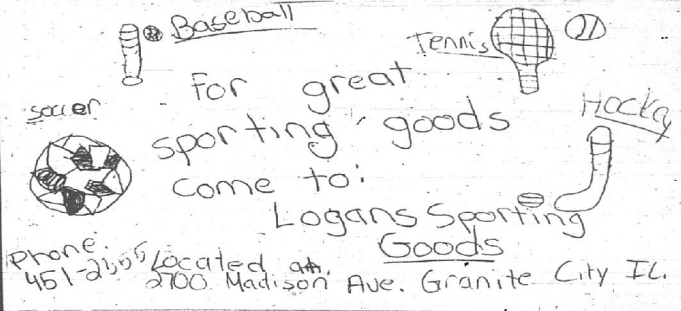 Baseball
Tennis
Soccer
Hockey
For great
sporting goods
come to:
Logans Sporting
Goods
Phone:
451-
Located at
2700 Madison Ave. Granite City IL.